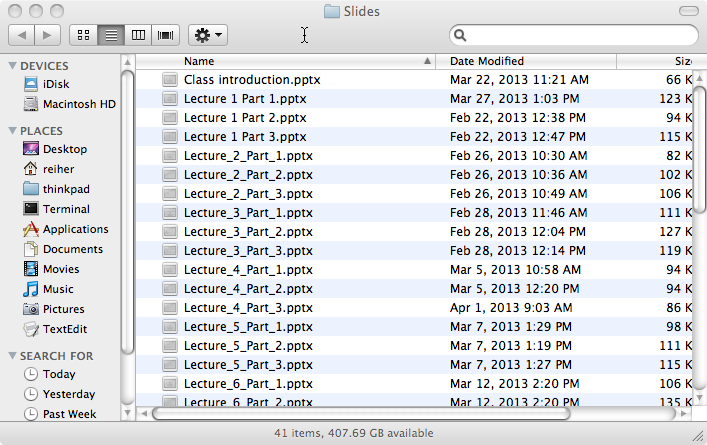 Slides
Name Date Modified Siz
DEVICES
iDisk
Macintosh HD
PLACES
Desktop
reiher
thinkpad
Terminal
Applications
Documents
Movies
Music
Pictures
TextEdit
SEARCH FOR
Today
Yesterday
Past Week
Class introduction.pptx Mar 22, 2013 11:21 AM 66 K
Lecture 1 Part 1.pptx Mar 27, 2013 1:03 PM 123 K
Lecture 1 Part 2.pptx Feb 22, 2013 12:38 PM 94 K
Lecture 1 Part 3.pptx Feb 22, 2013 12:47 PM 115 K
Lecture_2_Part_1.pptx Feb 26, 2013 10:30 AM 82 K
Lecture_2_Part_2.pptx Feb 26, 2013 10:36 AM 102 K
Lecture_2_Part_3.pptx Feb 26, 2013 10:49 AM 106 K
Lecture_3_Part_1.pptx Feb 28, 2013 11:46 AM 111 K
Lecture_3_Part_2.pptx Feb 28, 2013 12:04 PM 127 K
Lecture_3_Part_3.pptx Feb 28, 2013 12:14 PM 119 K
Lecture_4_Part_1.pptx Mar 5, 2013 10:58 AM 94 K
Lecture_4_Part_2.pptx Mar 5, 2013 12:20 PM 94 K
Lecture_4_Part_3.pptx Apr 1, 2013 9:03 AM 86 K
Lecture_5_Part_1.pptx Mar 7, 2013 1:29 PM 98 K
Lecture_5_Part_2.pptx Mar 7, 2013 1:19 PM 111 K
Lecture_5_Part_3.pptx Mar 7, 2013 1:27 PM 115 K
Lecture_6_Part_1.pptx Mar 12, 2013 2:20 PM 106 K
Lecture_6_Part_2.pptx Mar 12, 2013 2:20 PM 135 K
41 items, 407.69 GB available